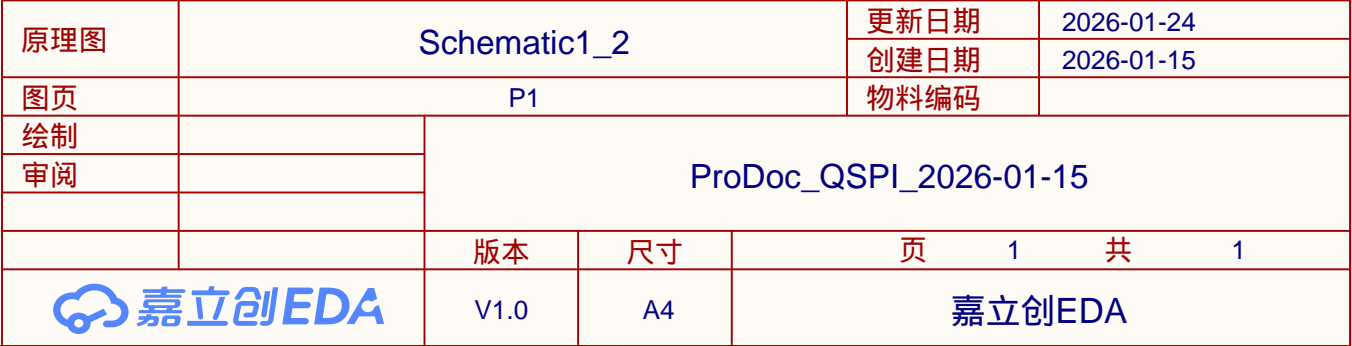 原理图 Schematic1_2 更新日期 2026-01-24
创建日期 2026-01-15
图页 P1 物料编码
绘制
审阅
ProDoc_QSPI_2026-01-15
版本 尺寸 页 1 共 1
嘉立创EDA V1.0 A4 嘉立创EDA